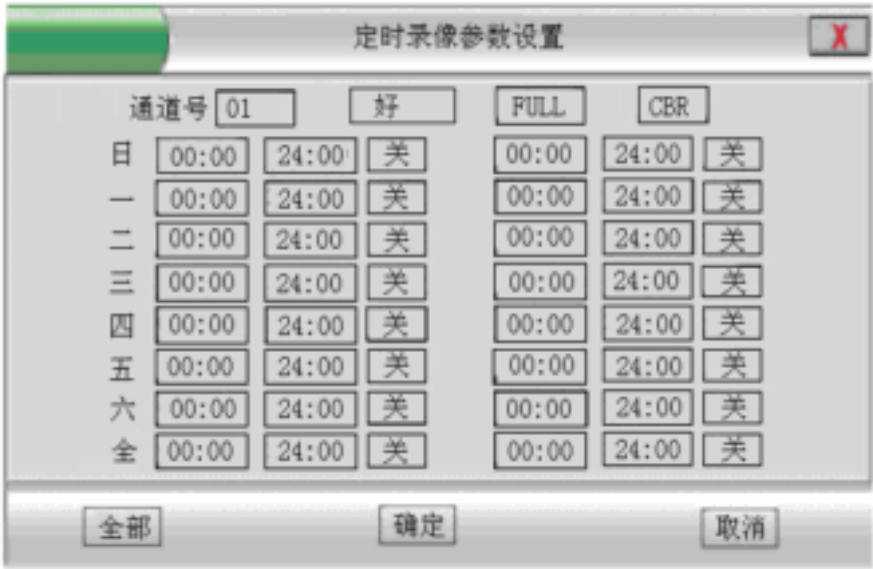 定时录像参数设置 X
通道号 01 好 FULL CBR
日 00:00 24:00 关 00:00 24:00 关
一 00:00 24:00 关 00:00 24:00 关
二 00:00 24:00 关 00:00 24:00 关
三 00:00 24:00 关 00:00 24:00 关
四 00:00 24:00 关 00:00 24:00 关
五 00:00 24:00 关 00:00 24:00 关
六 00:00 24:00 关 00:00 24:00 关
全 00:00 24:00 关 00:00 24:00 关
全部 确定 取消